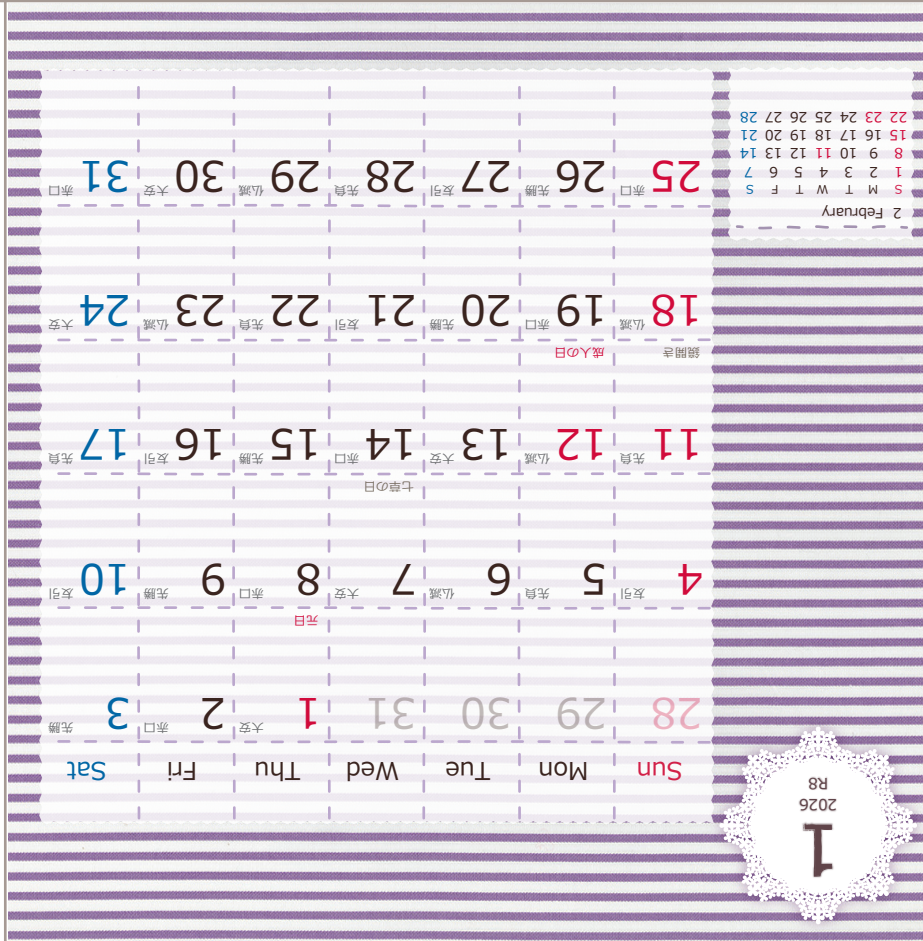 1
2026
R8
Sun Mon Tue Wed Thu Fri Sat
28 29 30 31 1 大安 2 赤口 3 先勝
元日
4 友引 5 先負 6 仏滅 7 大安 8 赤口 9 先勝 10 友引
七草の日
11 先負 12 仏滅 13 大安 14 赤口 15 先勝 16 友引 17 先負
鏡開き 成人の日
18 仏滅 19 赤口 20 先勝 21 友引 22 先負 23 仏滅 24 大安
25 赤口 26 先勝 27 友引 28 先負 29 仏滅 30 大安 31 赤口
2 February
S M T W T F S
1 2 3 4 5 6 7
8 9 10 11 12 13 14
15 16 17 18 19 20 21
22 23 24 25 26 27 28